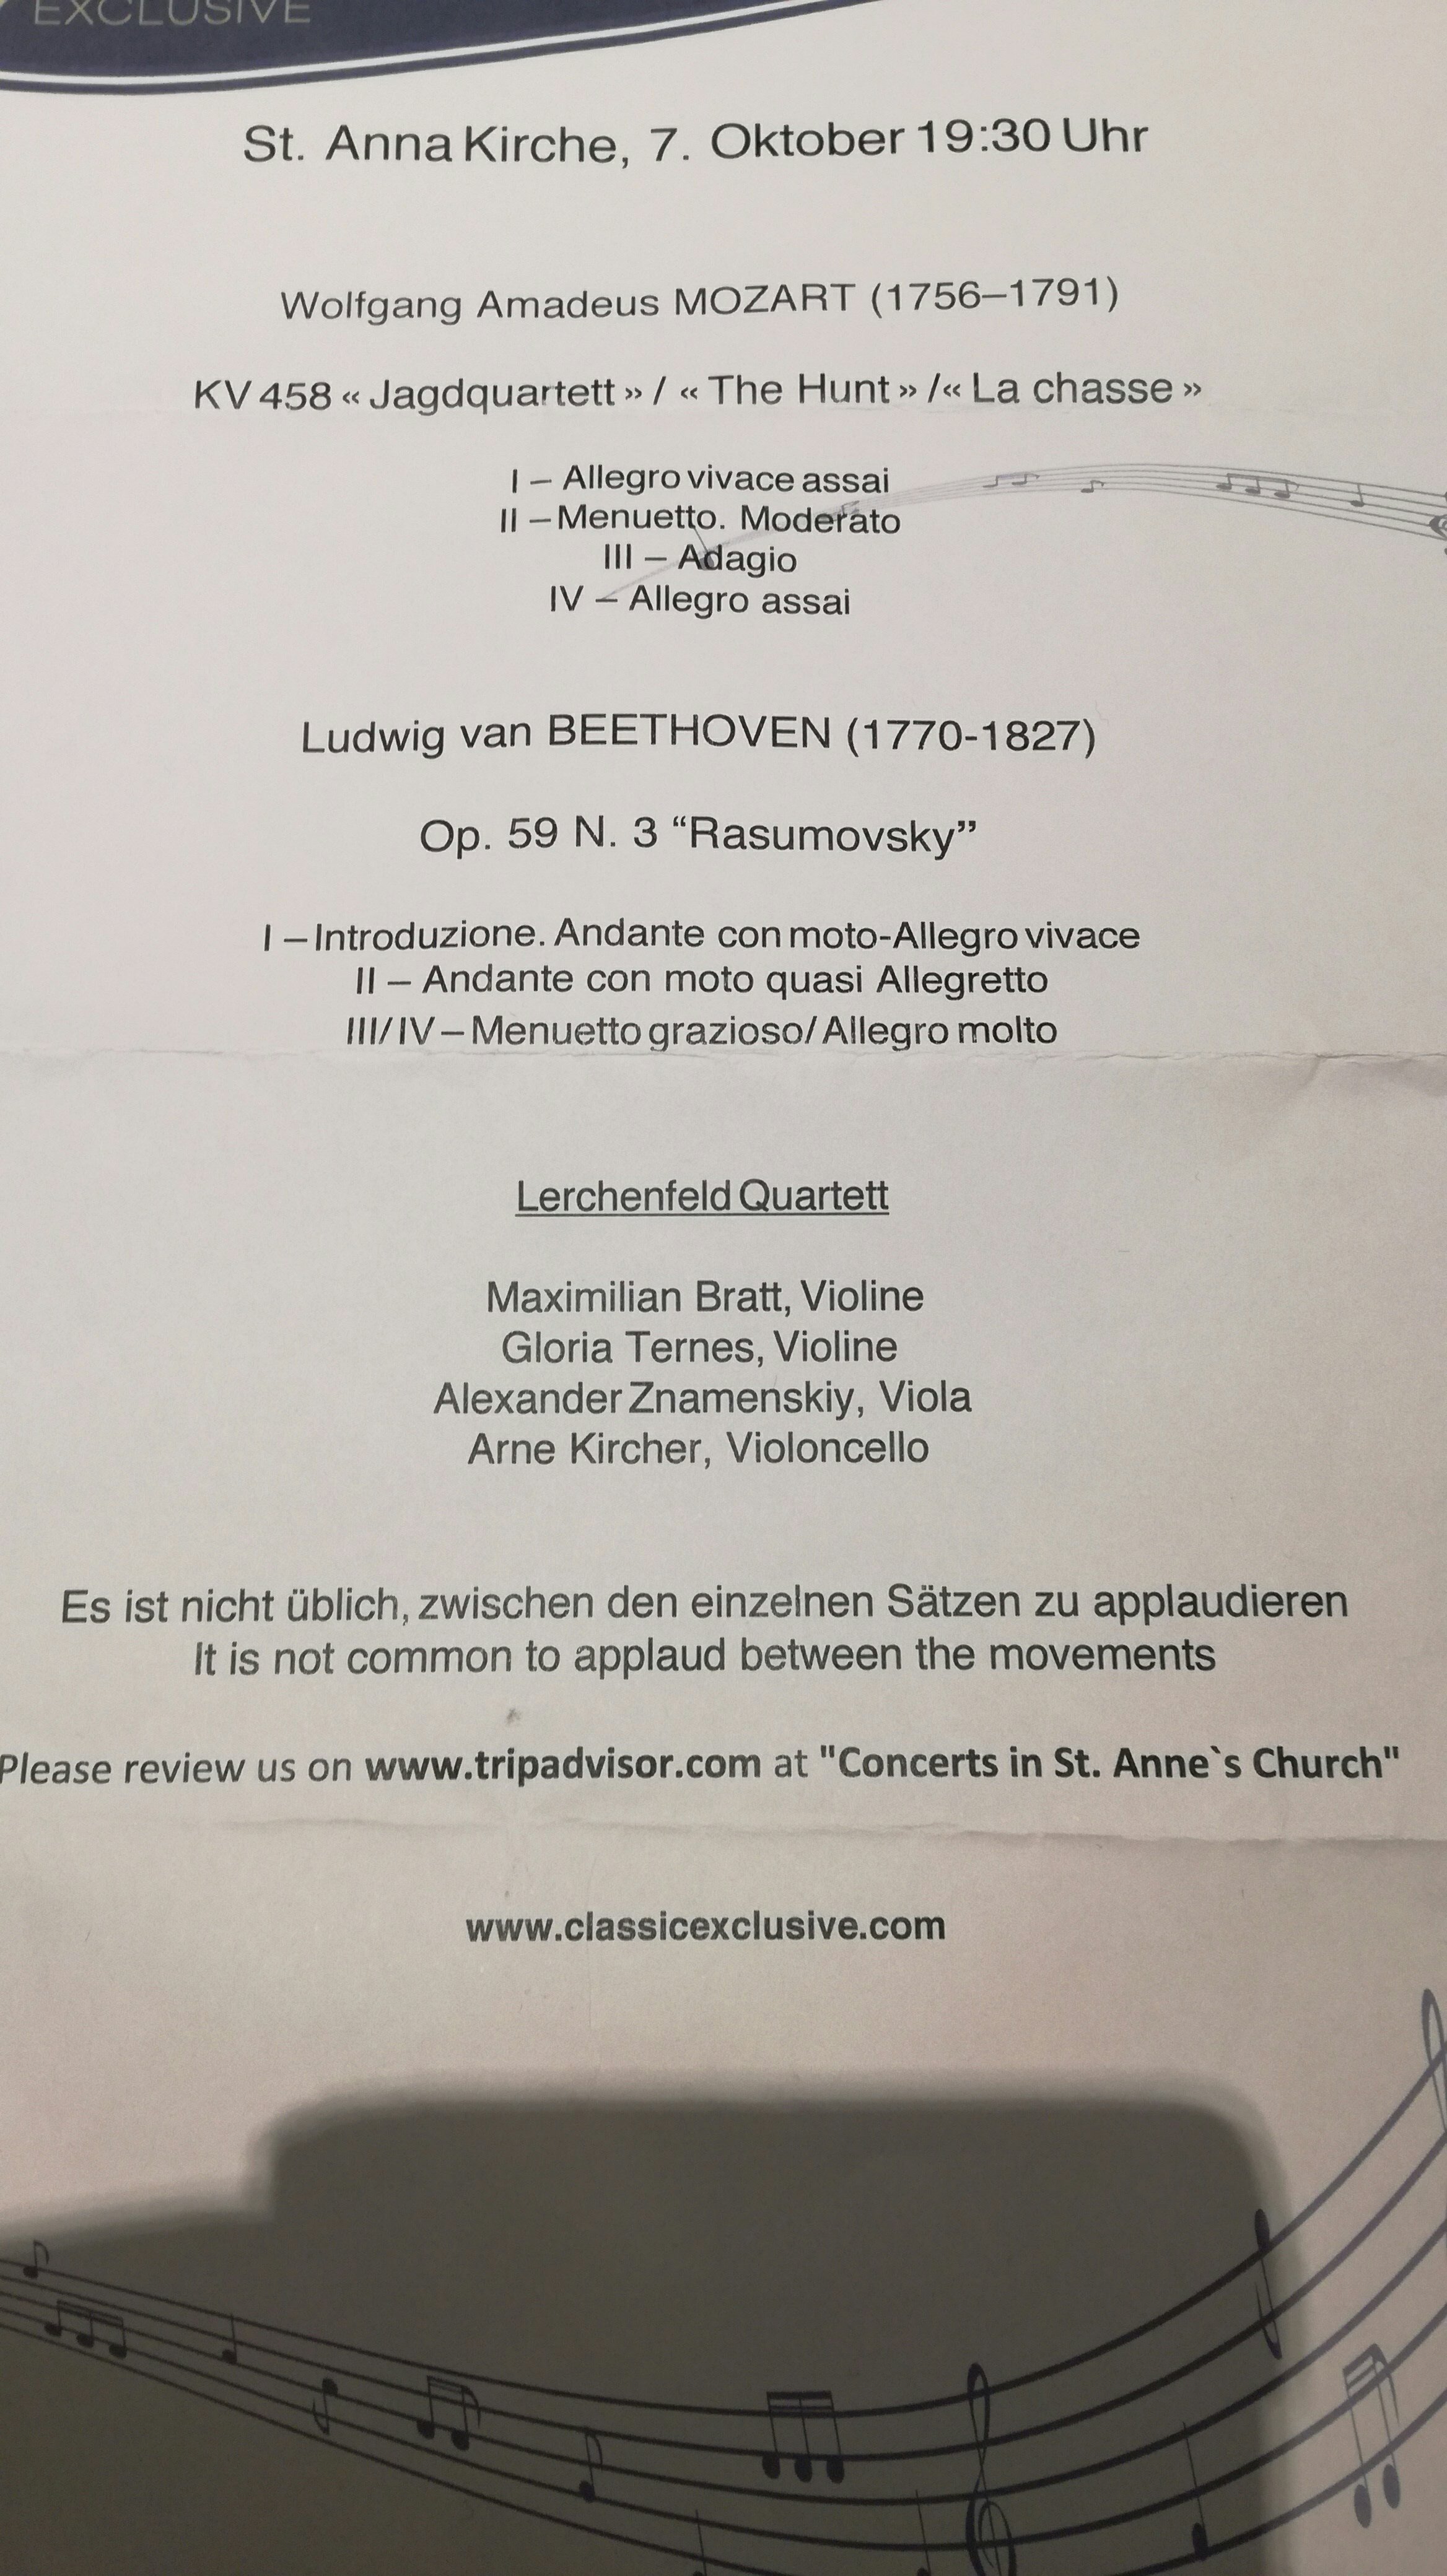 EXCLUSIVE
St. Anna Kirche, 7. Oktober 19:30 Uhr
Wolfgang Amadeus MOZART (1756–1791)
KV 458 « Jagdquartett » / « The Hunt » /« La chasse »
I – Allegro vivace assai
II – Menuetto. Moderato
III – Adagio
IV – Allegro assai
Ludwig van BEETHOVEN (1770-1827)
Op. 59 N. 3 “Rasumovsky”
I – Introduzione. Andante con moto-Allegro vivace
II – Andante con moto quasi Allegretto
III/IV – Menuetto grazioso/ Allegro molto
Lerchenfeld Quartett
Maximilian Bratt, Violine
Gloria Ternes, Violine
Alexander Znamenskiy, Viola
Arne Kircher, Violoncello
Es ist nicht üblich, zwischen den einzelnen Sätzen zu applaudieren
It is not common to applaud between the movements
Please review us on www.tripadvisor.com at "Concerts in St. Anne`s Church"
www.classicexclusive.com